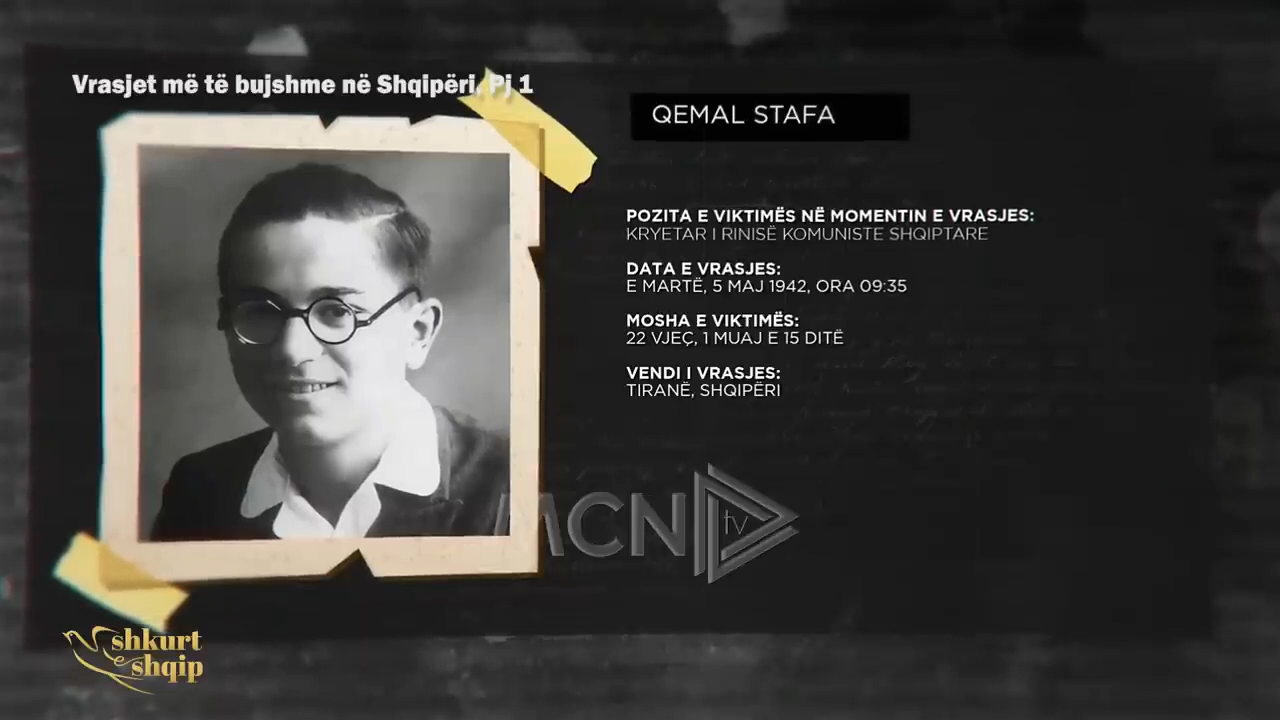 Vrasjet më të bujshme në Shqipëri, Pj 1
QEMAL STAFA
POZITA E VIKTIMËS NË MOMENTIN E VRASJES:
KRYETAR I RINISË KOMUNISTE SHQIPTARE
DATA E VRASJES:
E MARTË, 5 MAJ 1942, ORA 09:35
MOSHA E VIKTIMËS:
22 VJEÇ, 1 MUAJ E 15 DITË
VENDI I VRASJES:
TIRANË, SHQIPËRI
MCN tv
shkurt
e shqip